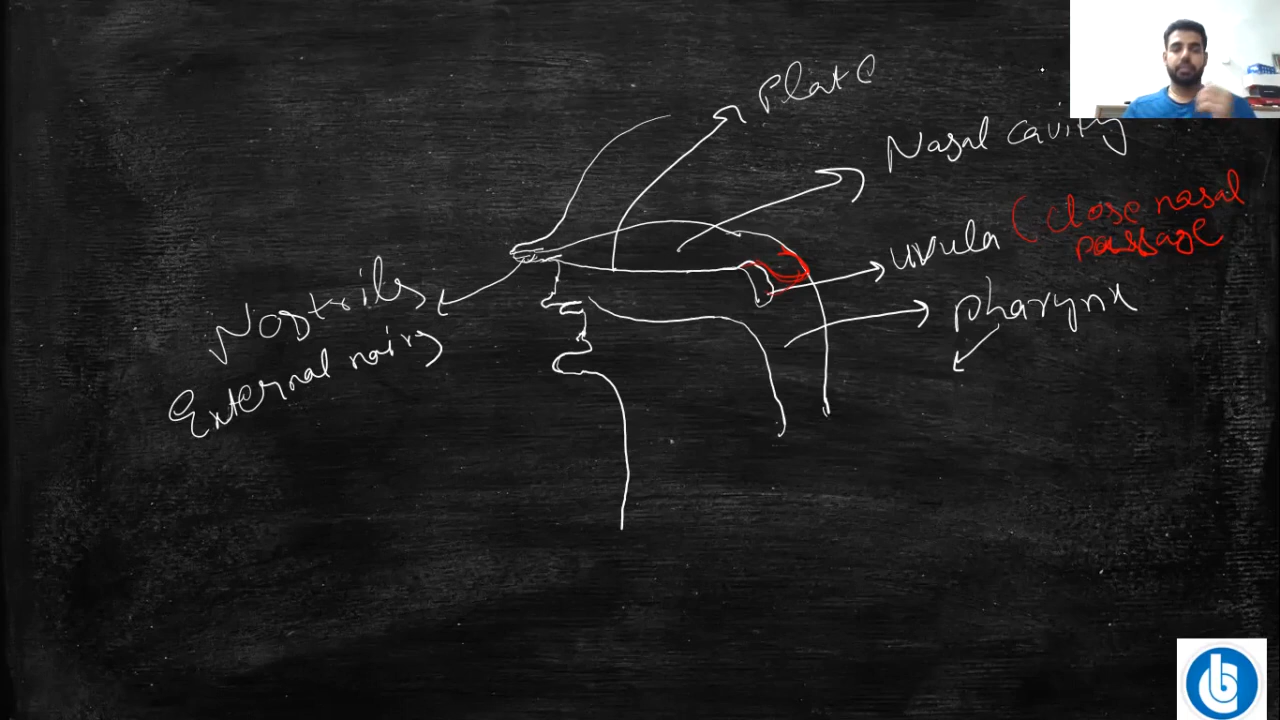 Plate
Nasal cavity
uvula (close nasal
passage
pharynx
Nostrils
External nairs